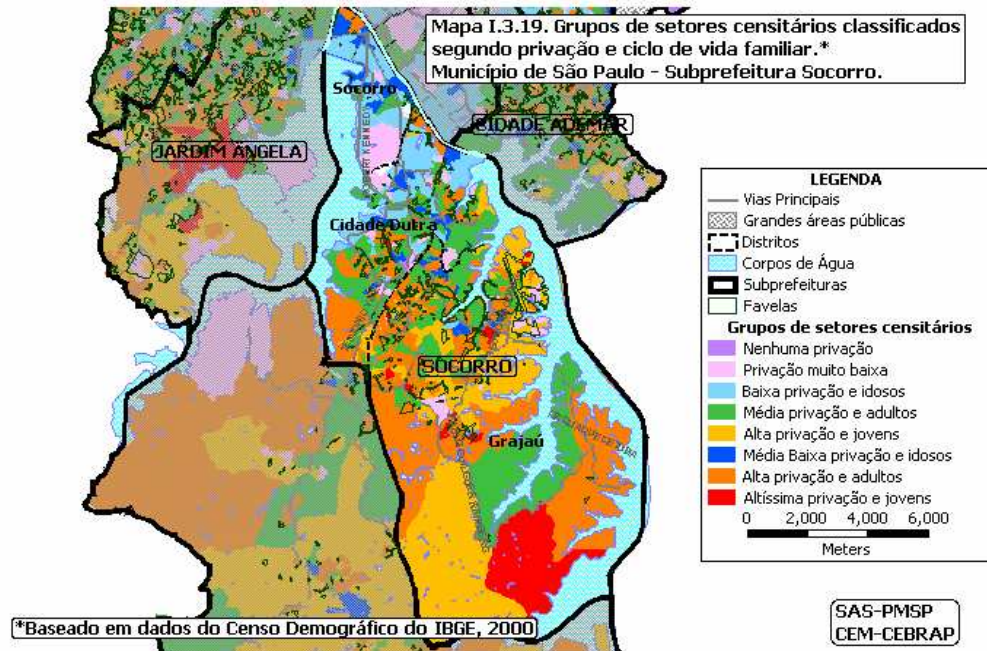 Mapa I.3.19. Grupos de setores censitários classificados
segundo privação e ciclo de vida familiar.*
Município de São Paulo - Subprefeitura Socorro.
Socorro
CIDADE ADEMAR
JARDIM ÂNGELA
Cidade Dutra
SOCORRO
Grajaú
LEGENDA
Vias Principais
Grandes áreas públicas
Distritos
Corpos de Água
Subprefeituras
Favelas
Grupos de setores censitários
Nenhuma privação
Privação muito baixa
Baixa privação e idosos
Média privação e adultos
Alta privação e jovens
Média Baixa privação e idosos
Alta privação e adultos
Altíssima privação e jovens
0 2,000 4,000 6,000
Meters
*Baseado em dados do Censo Demográfico do IBGE, 2000
SAS-PMSP
CEM-CEBRAP